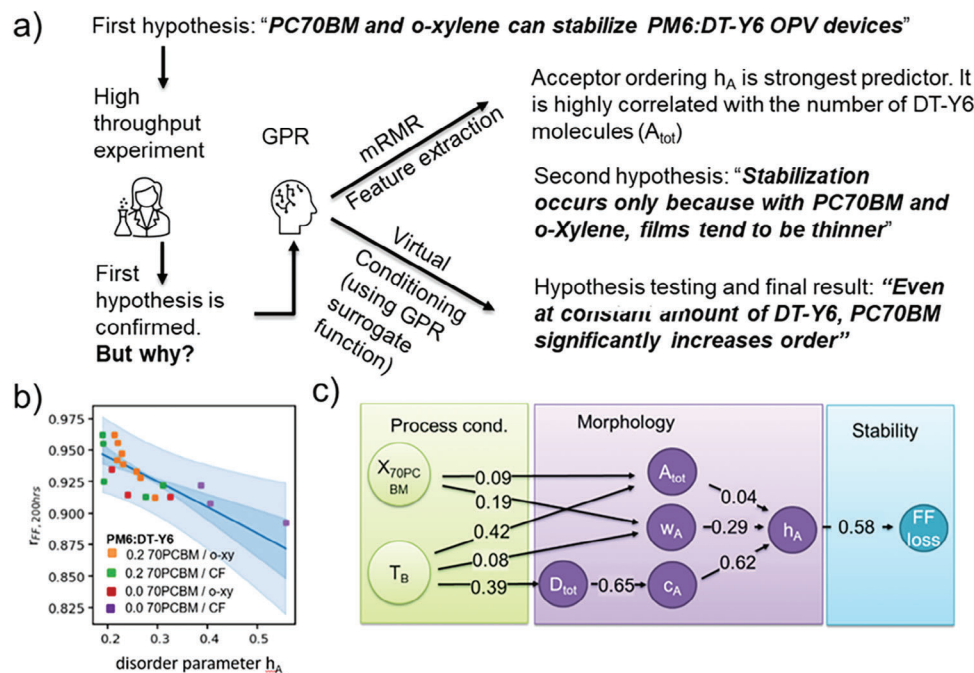 a)
First hypothesis: “PC70BM and o-xylene can stabilize PM6:DT-Y6 OPV devices”
High
throughput
experiment
First
hypothesis is
confirmed.
But why?
GPR
mRMR
Feature extraction
Virtual
Conditioning
(using GPR
surrogate
function)
Acceptor ordering hA is strongest predictor. It
is highly correlated with the number of DT-Y6
molecules (Atot)
Second hypothesis: “Stabilization
occurs only because with PC70BM and
o-Xylene, films tend to be thinner”
Hypothesis testing and final result: “Even
at constant amount of DT-Y6, PC70BM
significantly increases order”
b)
rFF,200hrs
0.975
0.950
0.925
0.900
0.875
0.850
0.825
PM6:DT-Y6
0.2 70PCBM / o-xy
0.2 70PCBM / CF
0.0 70PCBM / o-xy
0.0 70PCBM / CF
0.2 0.3 0.4 0.5
disorder parameter hA
c)
Process cond.
Morphology
Stability
X70PC
BM
TB
0.09
0.19
0.42
0.08
0.39
Dtot
0.65
Atot
wA
cA
0.04
0.29
0.62
hA
0.58
FF
loss